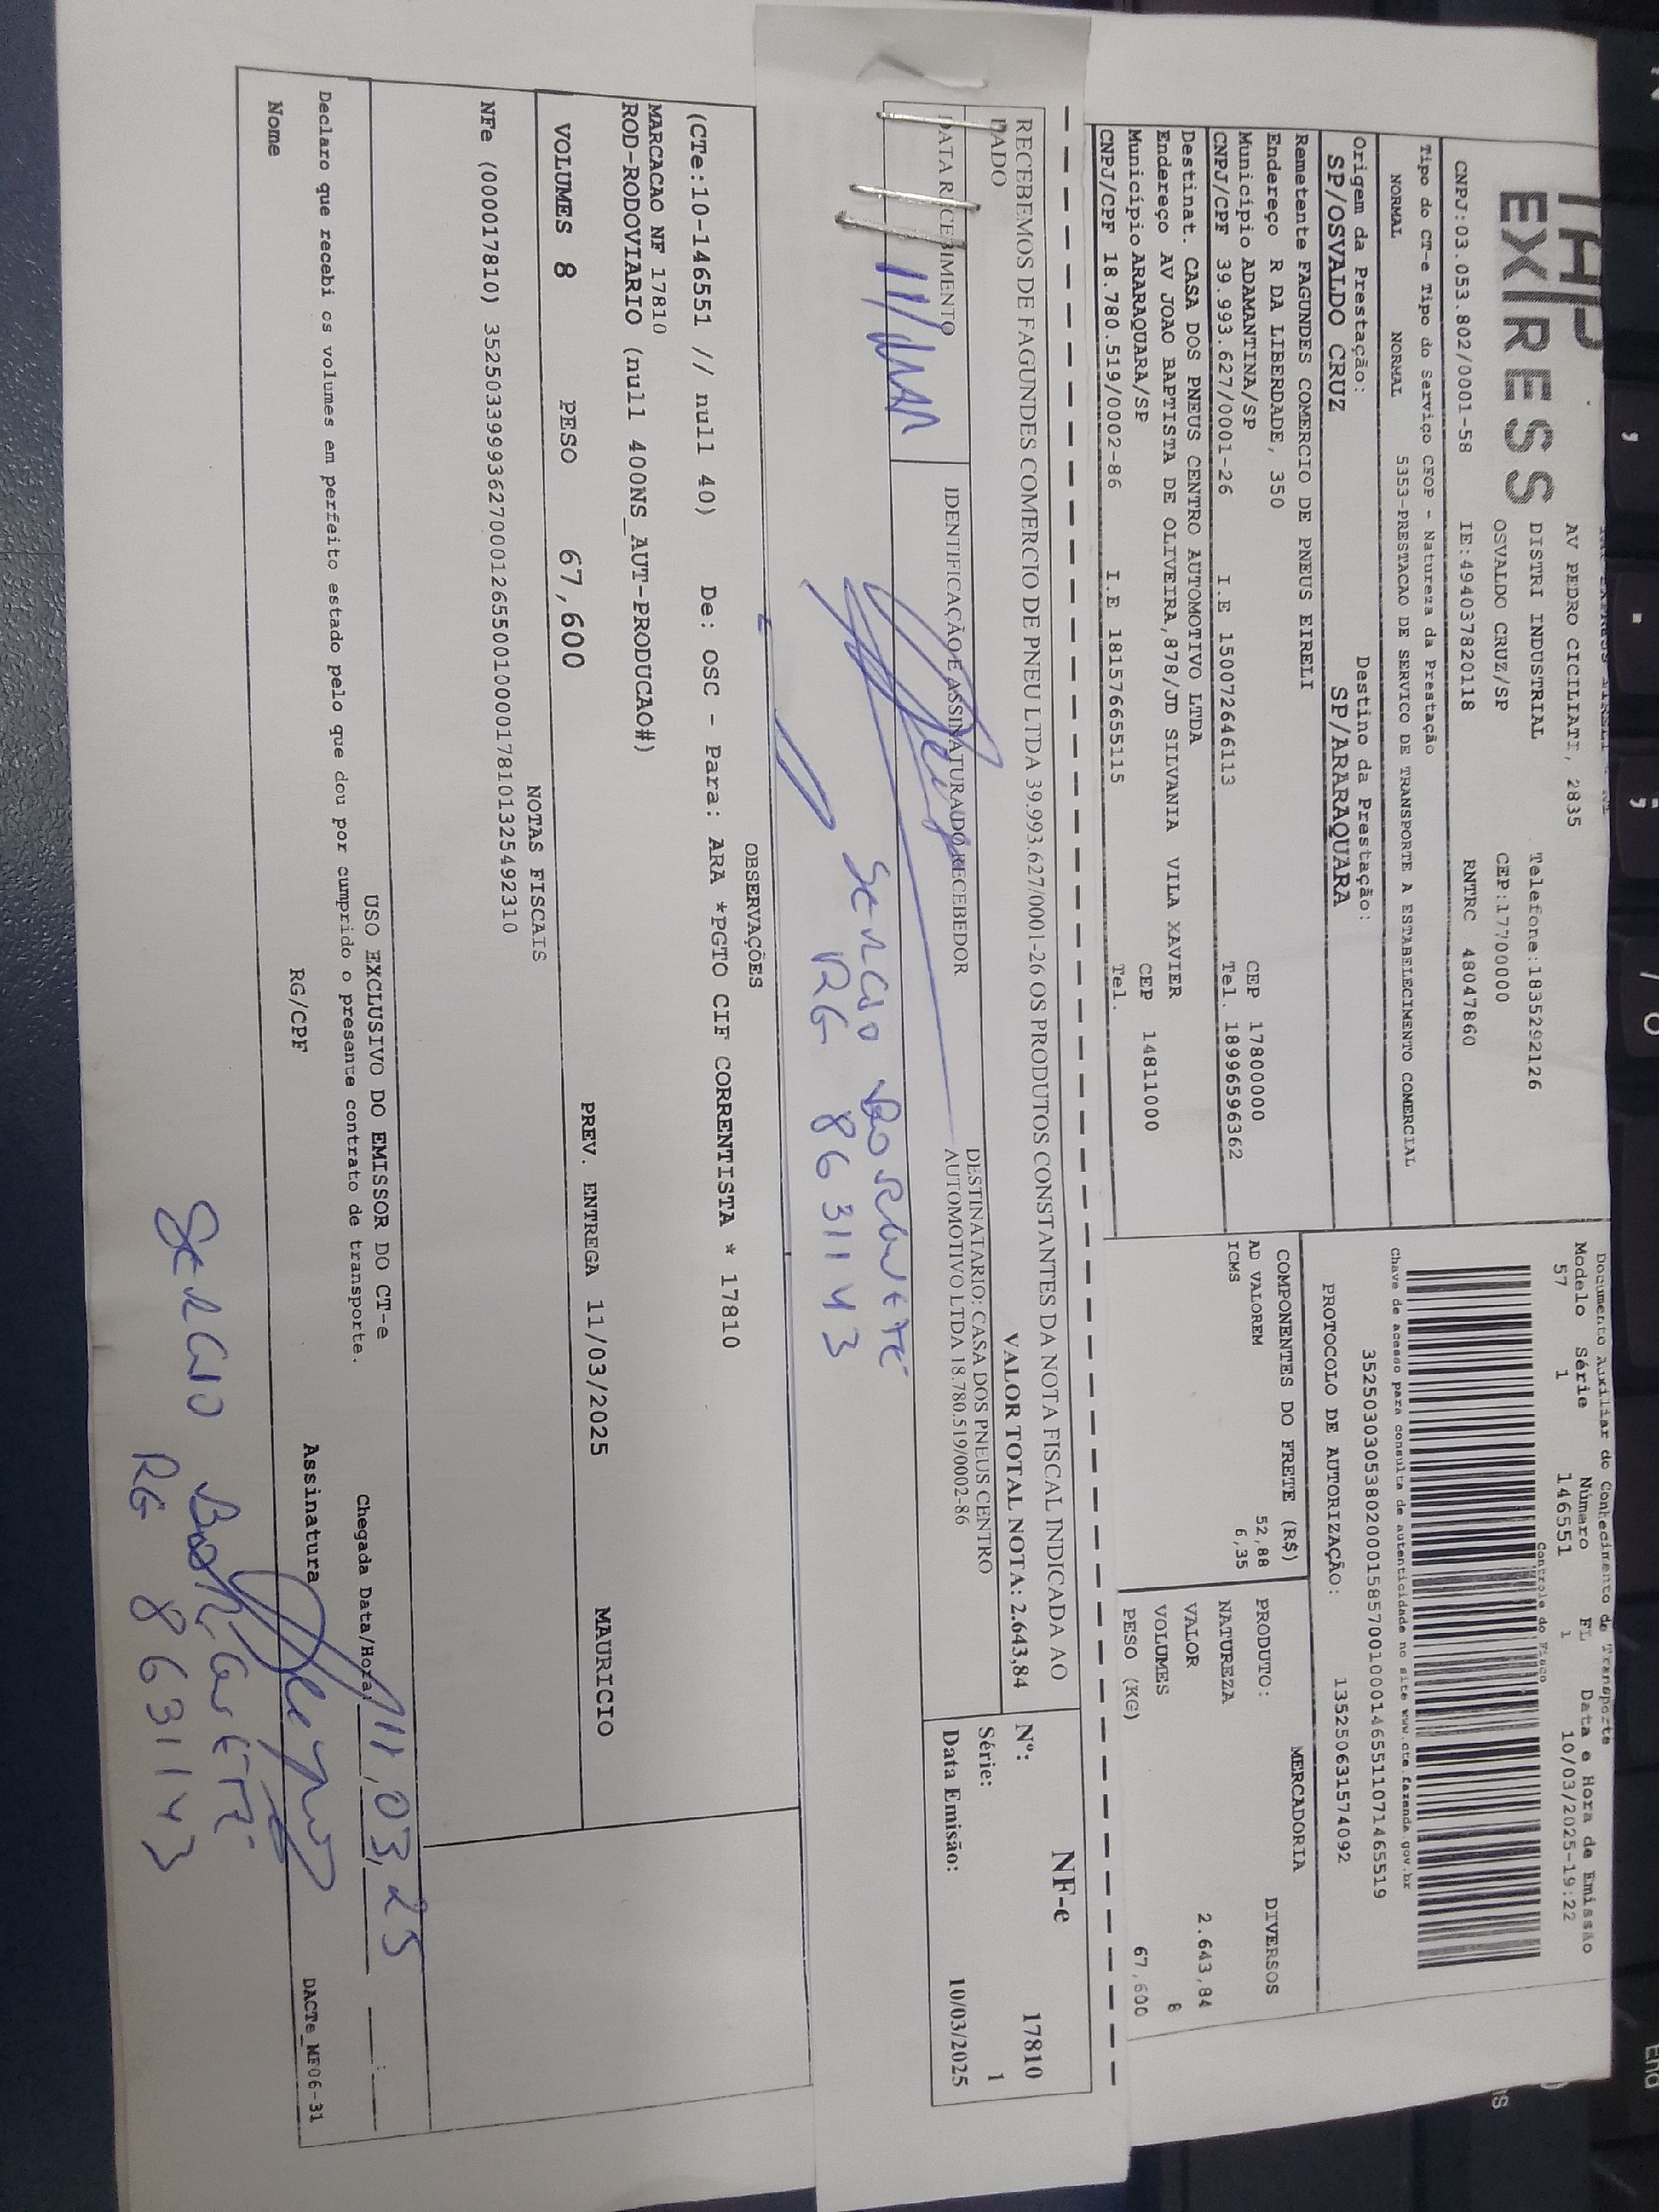 EXPRESS
AV PEDRO CICILIATI, 2835
DISTRI INDUSTRIAL Telefone:1835292126
OSVALDO CRUZ/SP CEP:17700000
CNPJ:03.053.802/0001-58 IE:494037820118 RNTRC 48047860
Documento Auxiliar do Conhecimento de Transporte
Modelo Série Número FL Data e Hora de Emissão
57 1 146551 1 10/03/2025-19:22
Controle do Fisco
Chave de acesso para consulta de autenticidade no site www.cte.fazenda.gov.br
35250303053802000158570010001465511071465519
PROTOCOLO DE AUTORIZAÇÃO: 135250631574092
Tipo do CT-e Tipo do Serviço CFOP - Natureza da Prestação
NORMAL NORMAL 5353-PRESTACAO DE SERVICO DE TRANSPORTE A ESTABELECIMENTO COMERCIAL
Origem da Prestação: Destino da Prestação:
SP/OSVALDO CRUZ SP/ARARAQUARA
Remetente FAGUNDES COMERCIO DE PNEUS EIRELI
Endereço R DA LIBERDADE, 350
Município ADAMANTINA/SP CEP 17800000
CNPJ/CPF 39.993.627/0001-26 I.E 150072646113 Tel. 18996596362
Destinat. CASA DOS PNEUS CENTRO AUTOMOTIVO LTDA
Endereço AV JOAO BAPTISTA DE OLIVEIRA,878/JD SILVANIA VILA XAVIER
Município ARARAQUARA/SP CEP 14811000
CNPJ/CPF 18.780.519/0002-86 I.E 181576655115 Tel.
COMPONENTES DO FRETE (R$)
AD VALOREM 52,88
ICMS 6,35
MERCADORIA
PRODUTO: DIVERSOS
NATUREZA
VALOR 2.643,84
VOLUMES 8
PESO (KG) 67,600
RECEBEMOS DE FAGUNDES COMERCIO DE PNEU LTDA 39.993.627/0001-26 OS PRODUTOS CONSTANTES DA NOTA FISCAL INDICADA AO
LADO VALOR TOTAL NOTA: 2.643,84
DATA RECEBIMENTO IDENTIFICAÇÃO E ASSINATURA DO RECEBEDOR DESTINATARIO: CASA DOS PNEUS CENTRO
AUTOMOTIVO LTDA 18.780.519/0002-86
NF-e
Nº: 17810
Série: 1
Data Emissão: 10/03/2025
11/MAR
Sergio Borguete
RG 8631143
OBSERVAÇÕES
(CTe:10-146551 // null 40) De: OSC - Para: ARA *PGTO CIF CORRENTISTA * 17810
MARCACAO NF 17810
ROD-RODOVIARIO (null 400NS_AUT-PRODUCAO#)
VOLUMES 8 PESO 67,600 PREV. ENTREGA 11/03/2025 MAURICIO
NOTAS FISCAIS
NFe (000017810) 35250339993627000126550010000178101325492310
USO EXCLUSIVO DO EMISSOR DO CT-e
Declaro que recebi os volumes em perfeito estado pelo que dou por cumprido o presente contrato de transporte.
Chegada Data/Hora: 11,03,25
Nome RG/CPF Assinatura DACTe_MF06-31
Sergio Borguete
RG 8631143